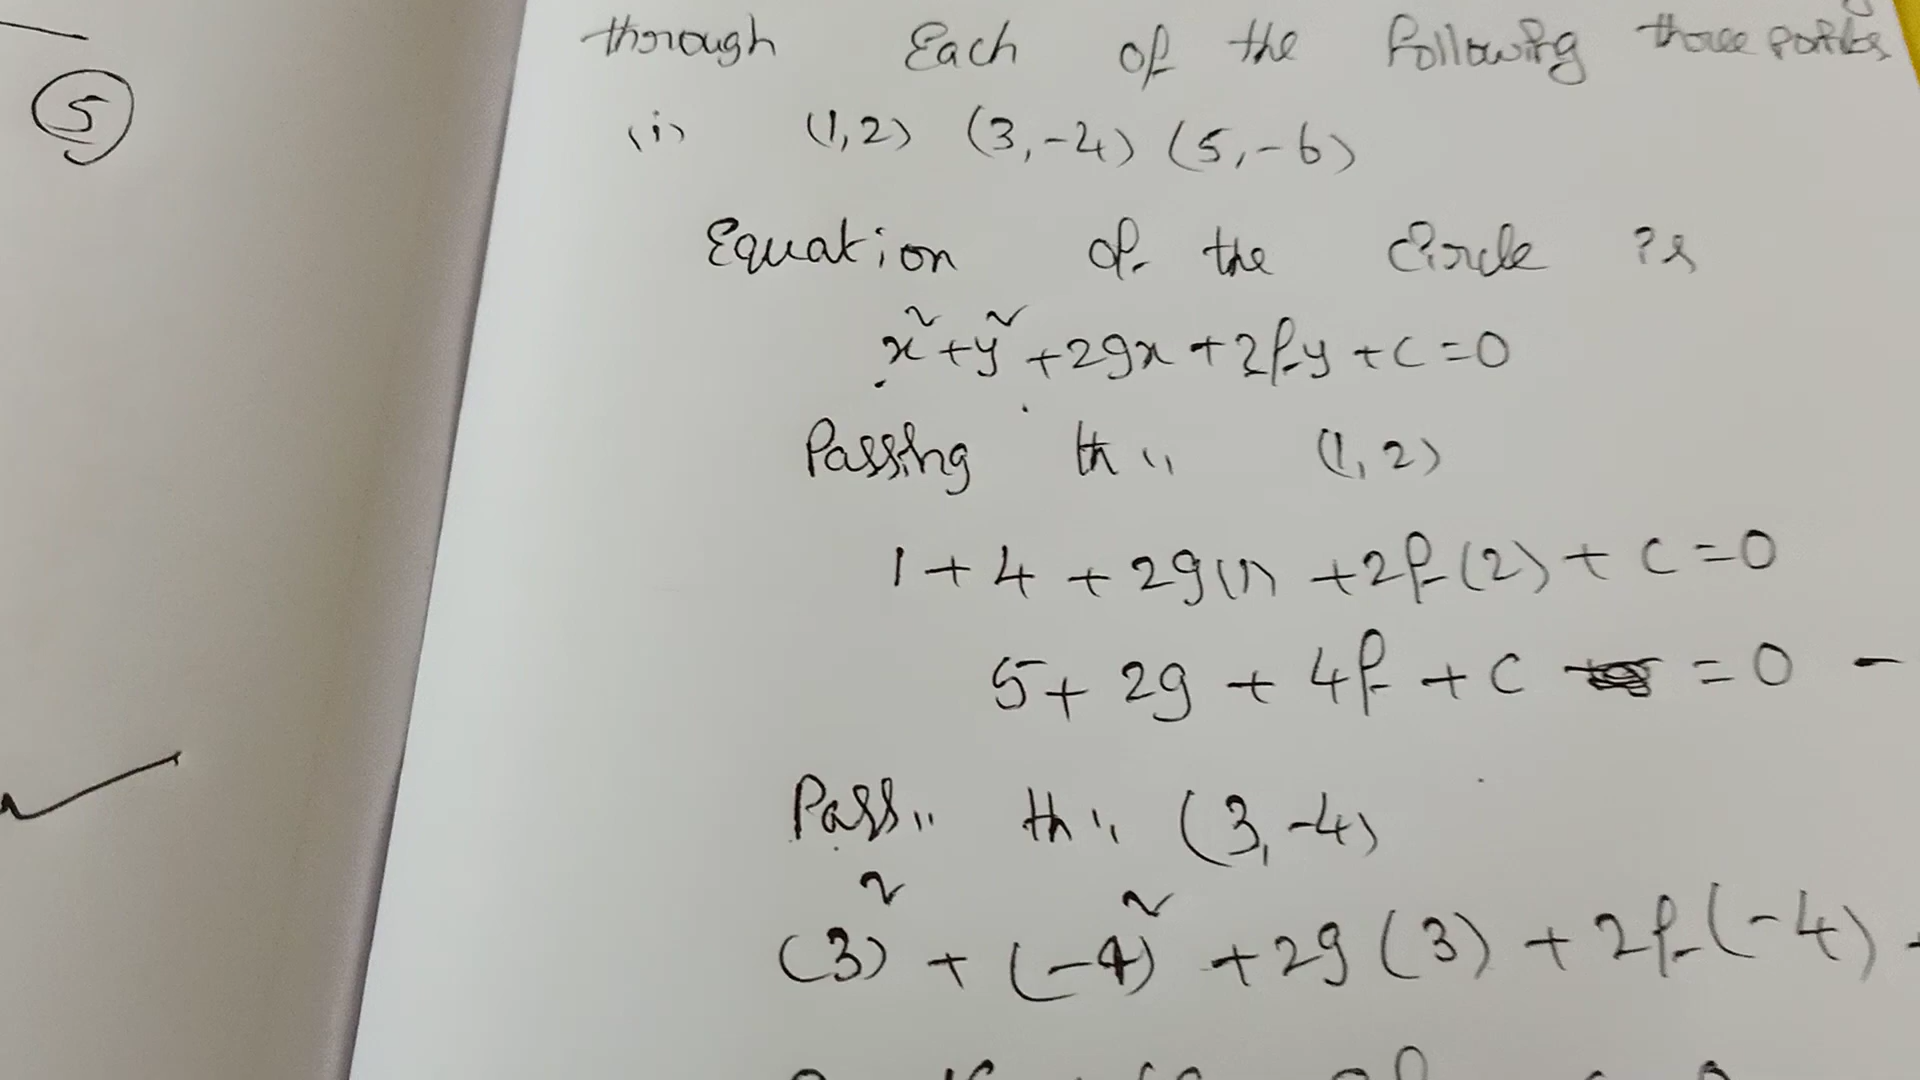 5
through Each of the following three points
(i) (1,2) (3,-4) (5,-6)
Equation of the circle is
x²+y²+2gx+2fy+c=0
Passing th" (1,2)
1+4+2g(1)+2f(2)+c=0
5+2g+4f+c =0 -
Pass" th" (3,-4)
(3)²+(-4)²+2g(3)+2f(-4)+